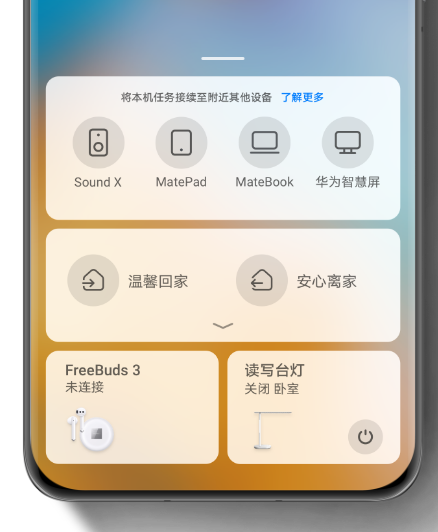 将本机任务接续至附近其他设备 了解更多
Sound X MatePad MateBook 华为智慧屏
温馨回家 安心离家
FreeBuds 3
未连接
读写台灯
关闭 卧室